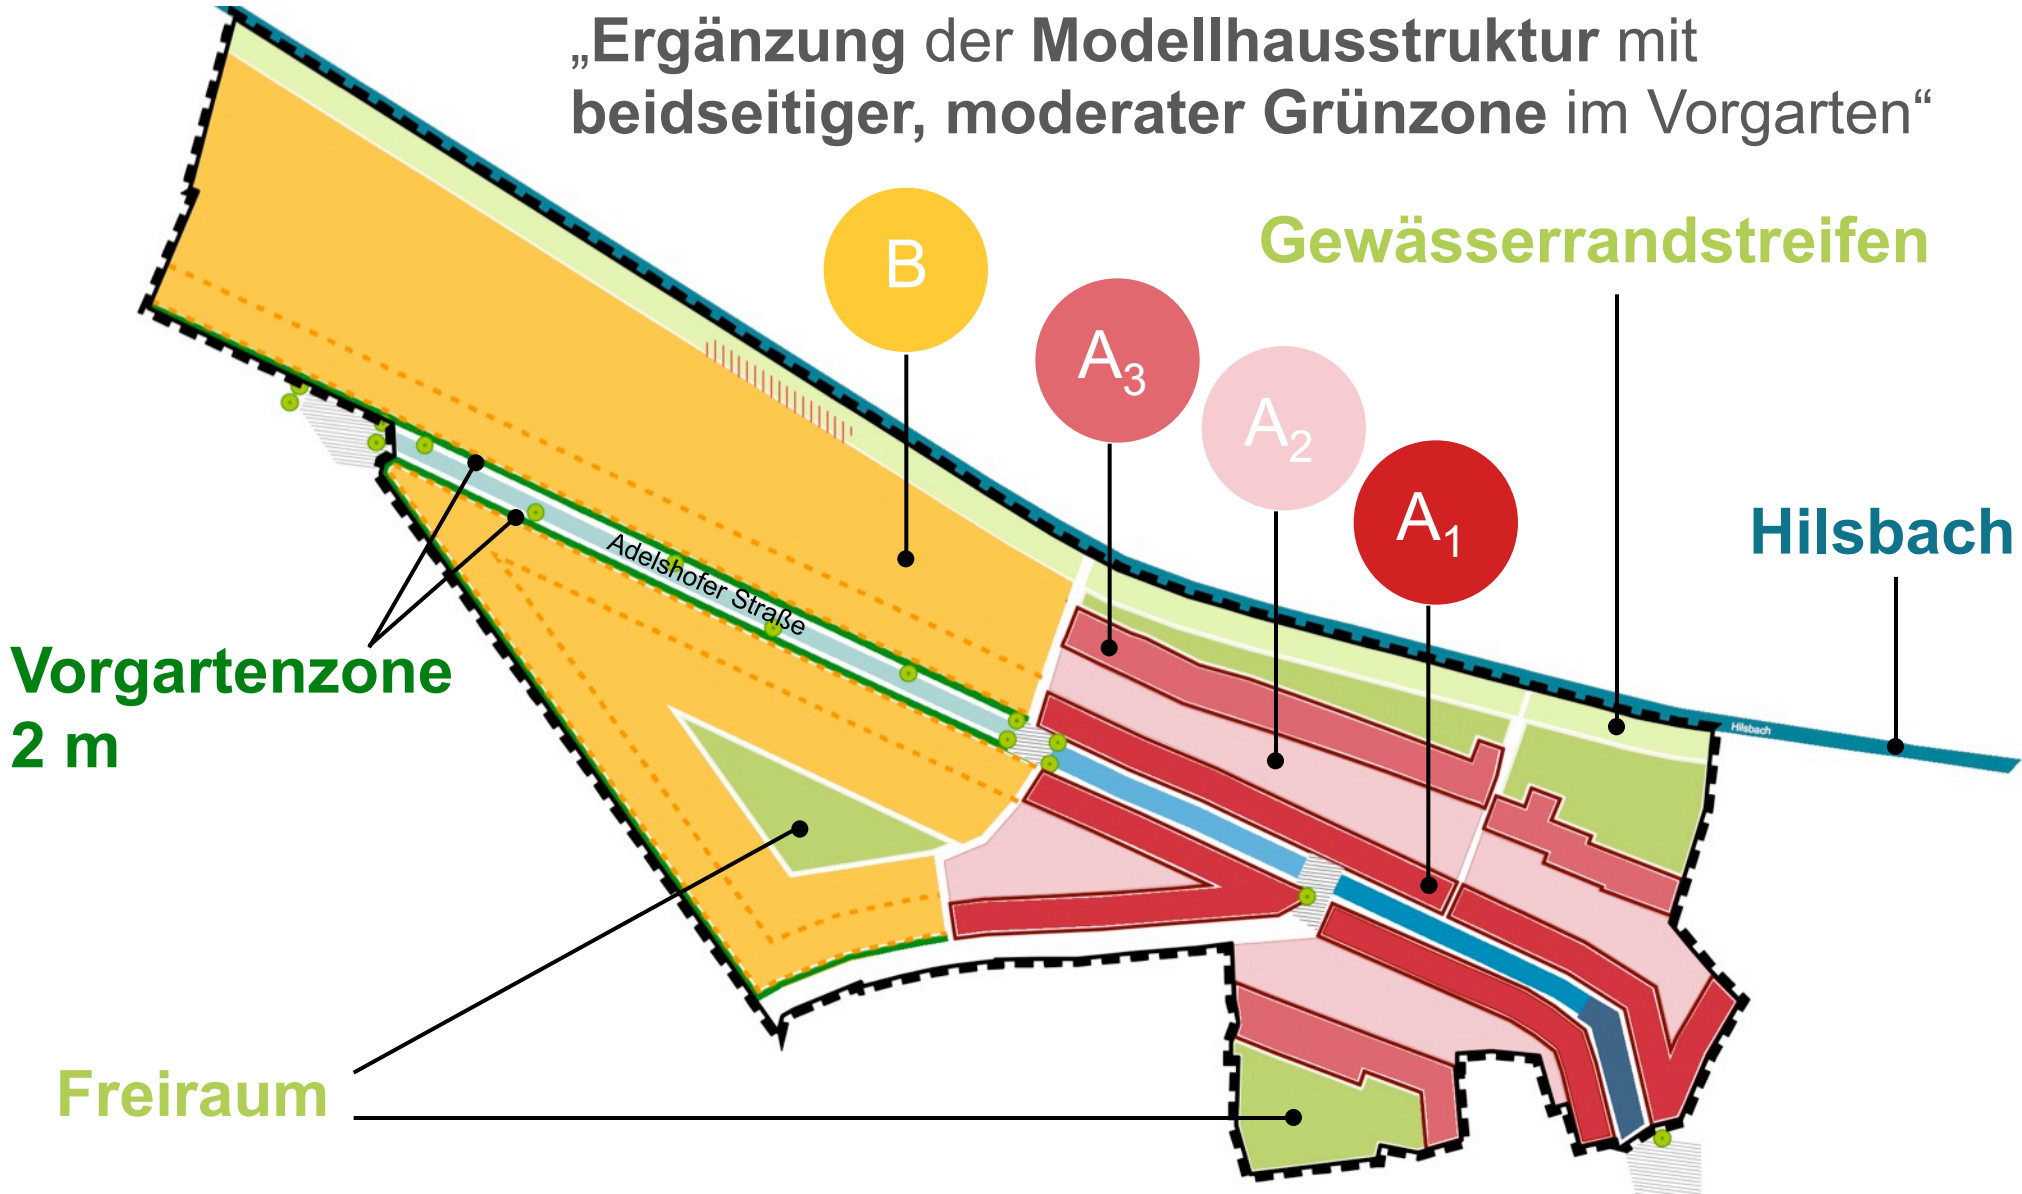 „Ergänzung der Modellhausstruktur mit
beidseitiger, moderater Grünzone im Vorgarten“
B
Gewässerrandstreifen
A₃
A₂
A₁
Hilsbach
Adelshofer Straße
Vorgartenzone
2 m
Hilsbach
Freiraum